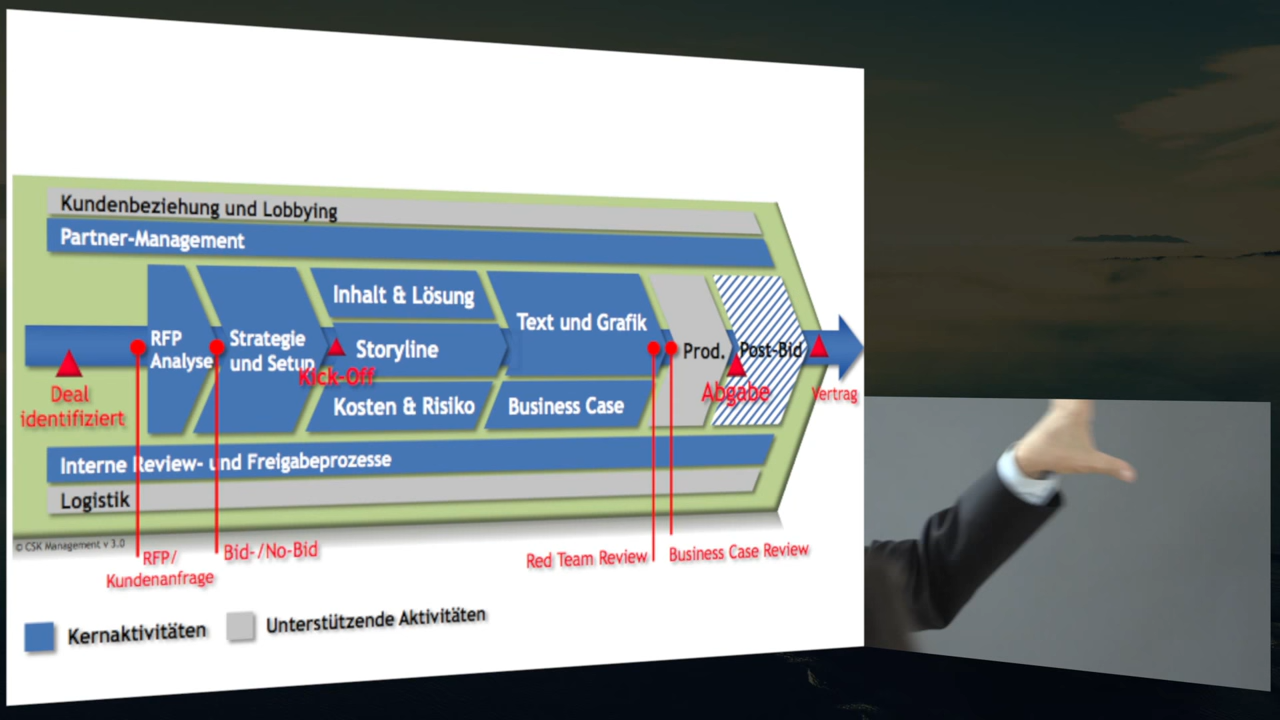 Kundenbeziehung und Lobbying
Partner-Management
RFP
Analyse
Strategie
und Setup
Inhalt & Lösung
Storyline
Kosten & Risiko
Text und Grafik
Business Case
Prod.
Post-Bid
Deal
identifiziert
Kick-Off
Abgabe
Vertrag
Interne Review- und Freigabeprozesse
Logistik
© CSK Management v 3.0
RFP/
Kundenanfrage
Bid-/No-Bid
Red Team Review
Business Case Review
Kernaktivitäten
Unterstützende Aktivitäten